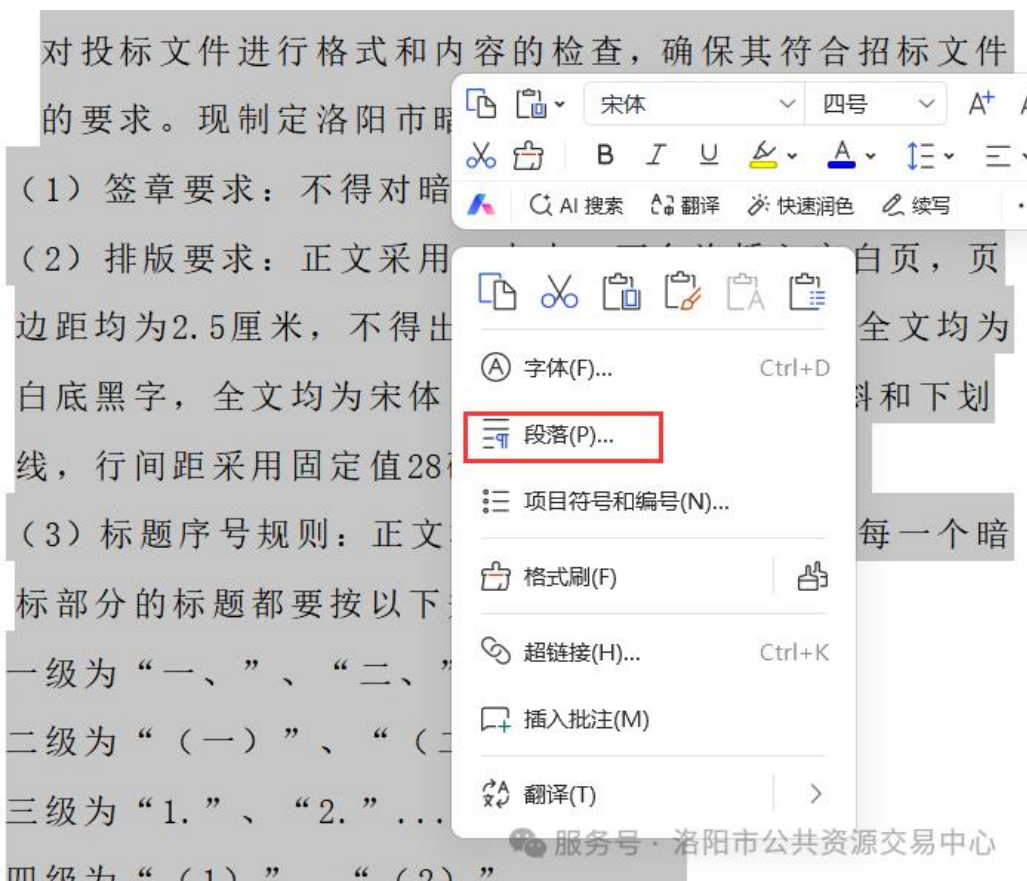 对投标文件进行格式和内容的检查，确保其符合招标文件
的要求。现制定洛阳市暗
宋体 四号 A+
B I U A
（1）签章要求：不得对暗
AI 搜索 翻译 快速润色 续写
（2）排版要求：正文采用 白页，页
边距均为2.5厘米，不得出 全文均为
字体(F)... Ctrl+D
白底黑字，全文均为宋体 和下划
段落(P)...
线，行间距采用固定值28
项目符号和编号(N)...
（3）标题序号规则：正文 每一个暗
格式刷(F)
标部分的标题都要按以下
超链接(H)... Ctrl+K
一级为“一、”、“二、”
插入批注(M)
二级为“（一）”、“（
翻译(T)
三级为“1.”、“2.”...
服务号 · 洛阳市公共资源交易中心
四级为“（1）”、“（2）”